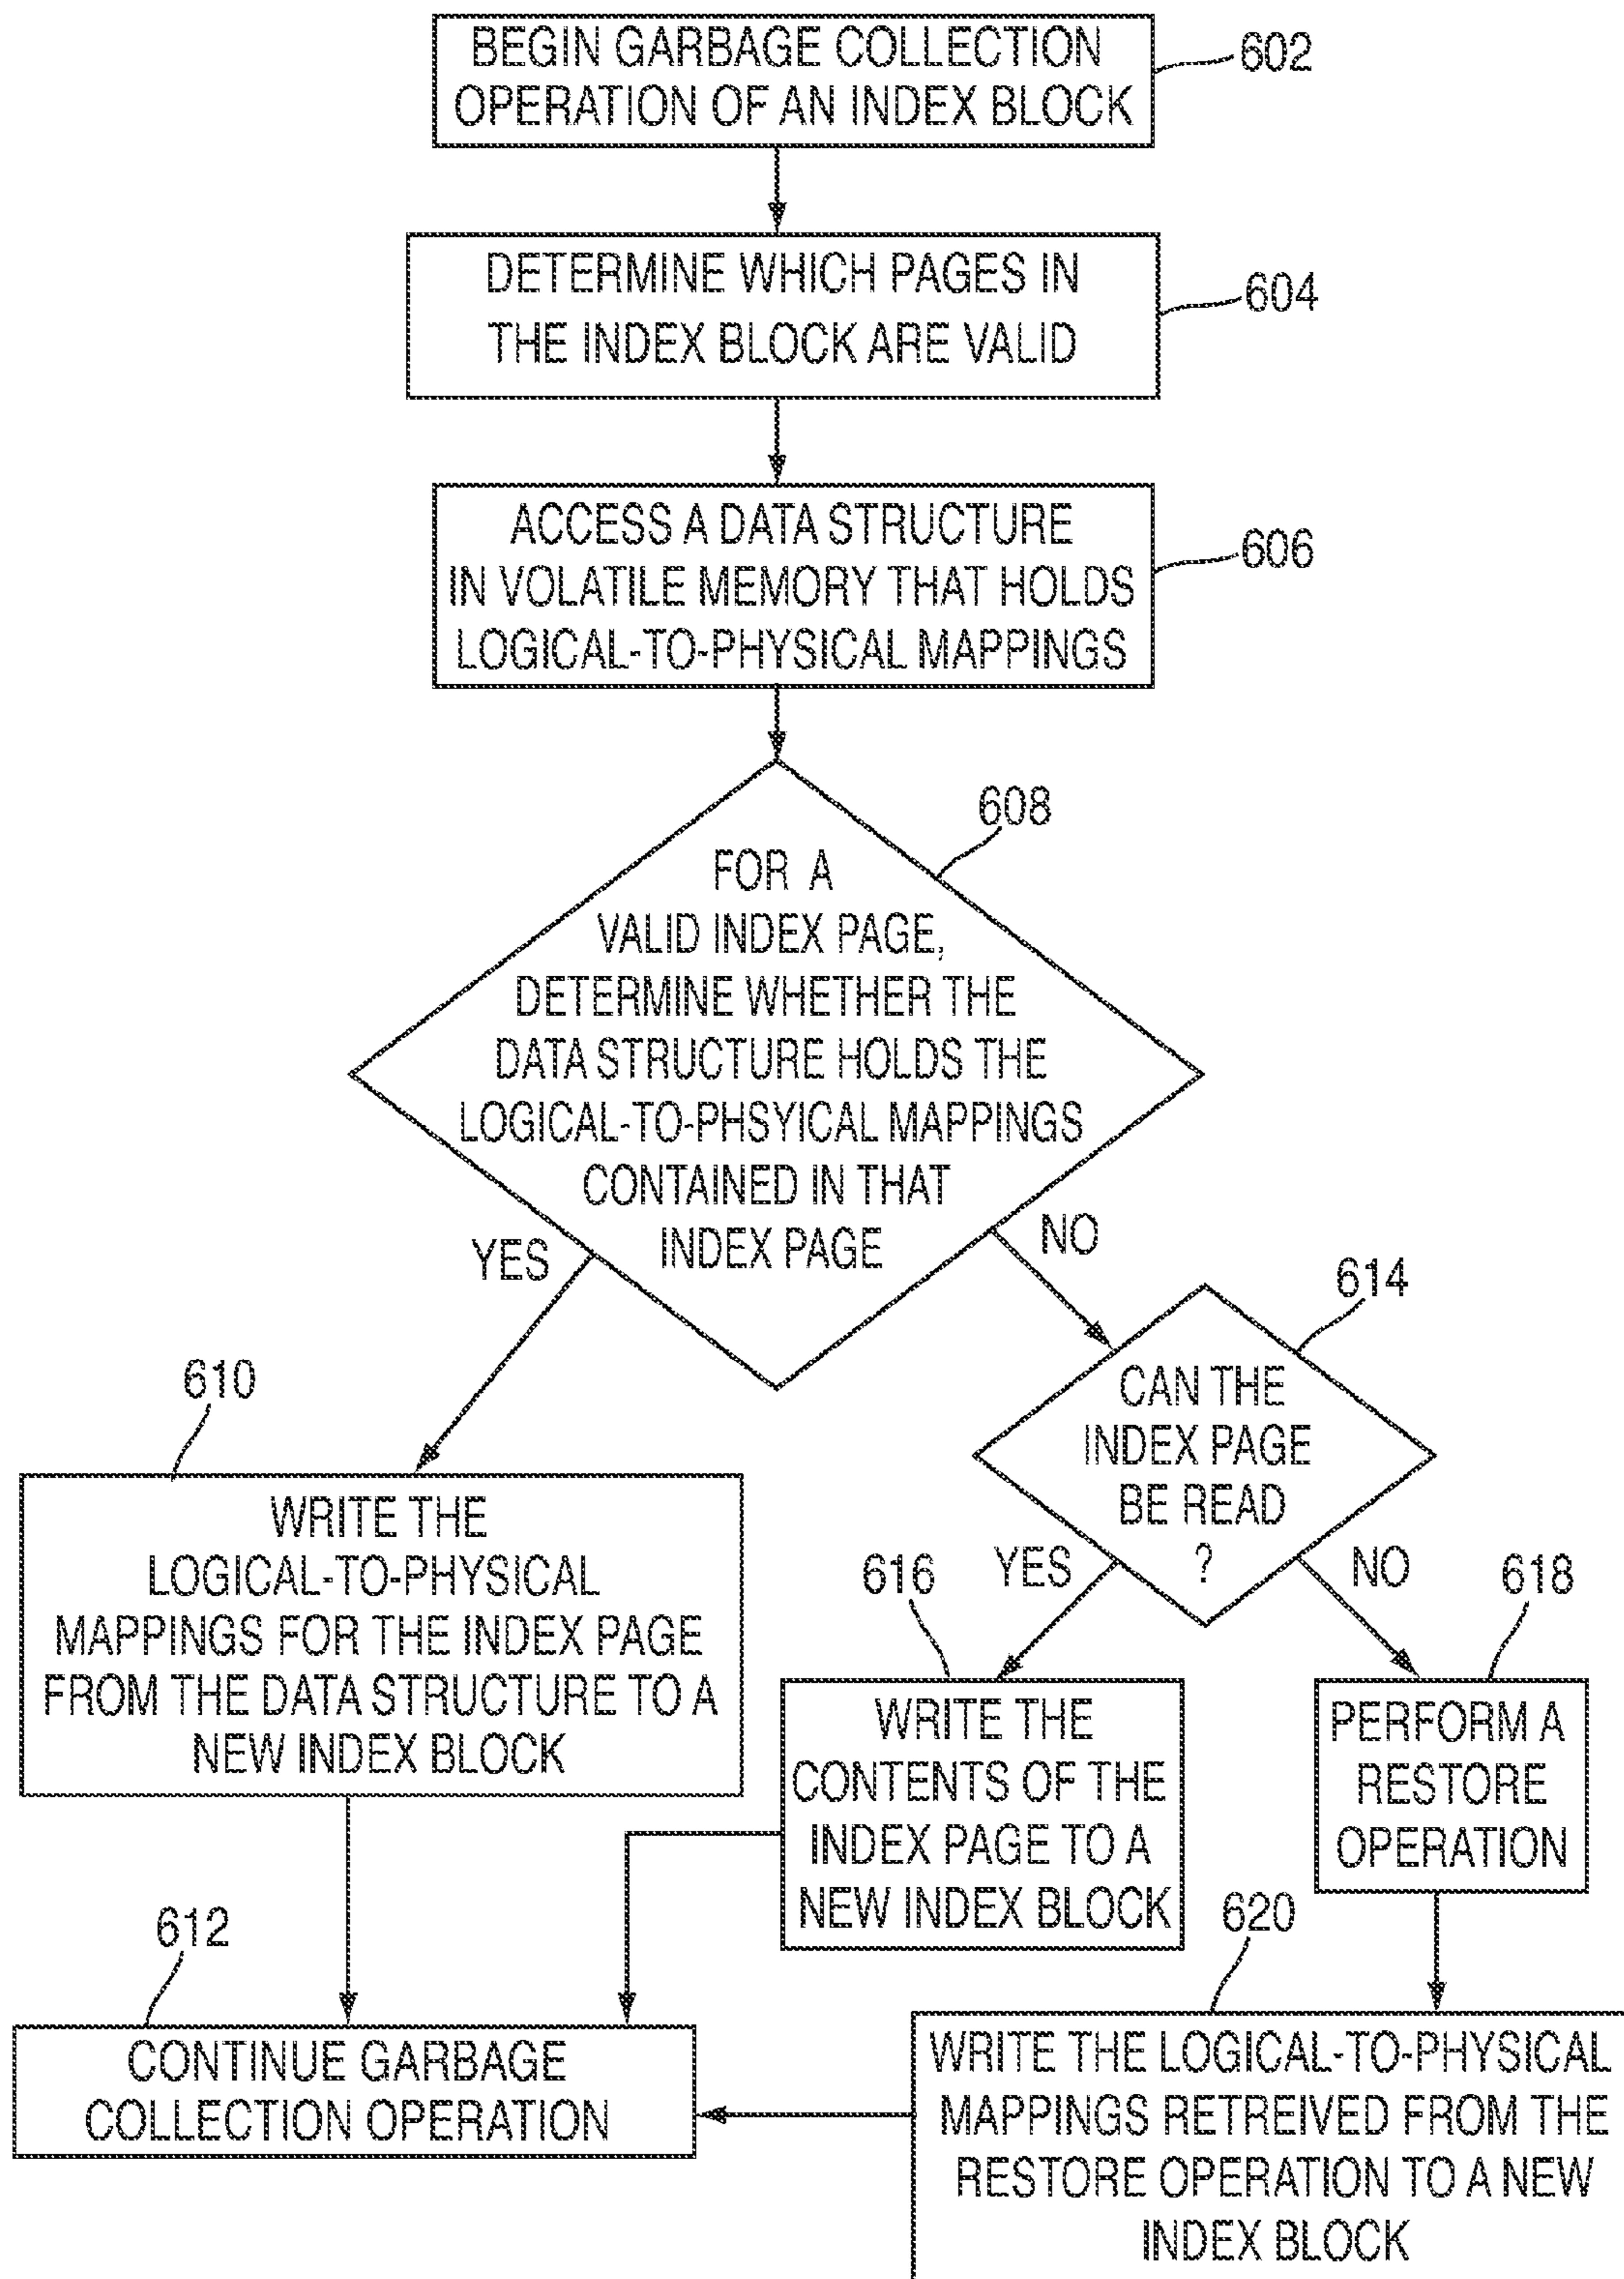 BEGIN GARBAGE COLLECTION
OPERATION OF AN INDEX BLOCK
602
DETERMINE WHICH PAGES IN
THE INDEX BLOCK ARE VALID
604
ACCESS A DATA STRUCTURE
IN VOLATILE MEMORY THAT HOLDS
LOGICAL-TO-PHYSICAL MAPPINGS
606
608
FOR A
VALID INDEX PAGE,
DETERMINE WHETHER THE
DATA STRUCTURE HOLDS THE
LOGICAL-TO-PHSYICAL MAPPINGS
CONTAINED IN THAT
INDEX PAGE
YES
NO
614
CAN THE
INDEX PAGE
BE READ
?
YES
NO
610
WRITE THE
LOGICAL-TO-PHYSICAL
MAPPINGS FOR THE INDEX PAGE
FROM THE DATA STRUCTURE TO A
NEW INDEX BLOCK
616
WRITE THE
CONTENTS OF THE
INDEX PAGE TO A
NEW INDEX BLOCK
618
PERFORM A
RESTORE
OPERATION
612
CONTINUE GARBAGE
COLLECTION OPERATION
620
WRITE THE LOGICAL-TO-PHYSICAL
MAPPINGS RETREIVED FROM THE
RESTORE OPERATION TO A NEW
INDEX BLOCK